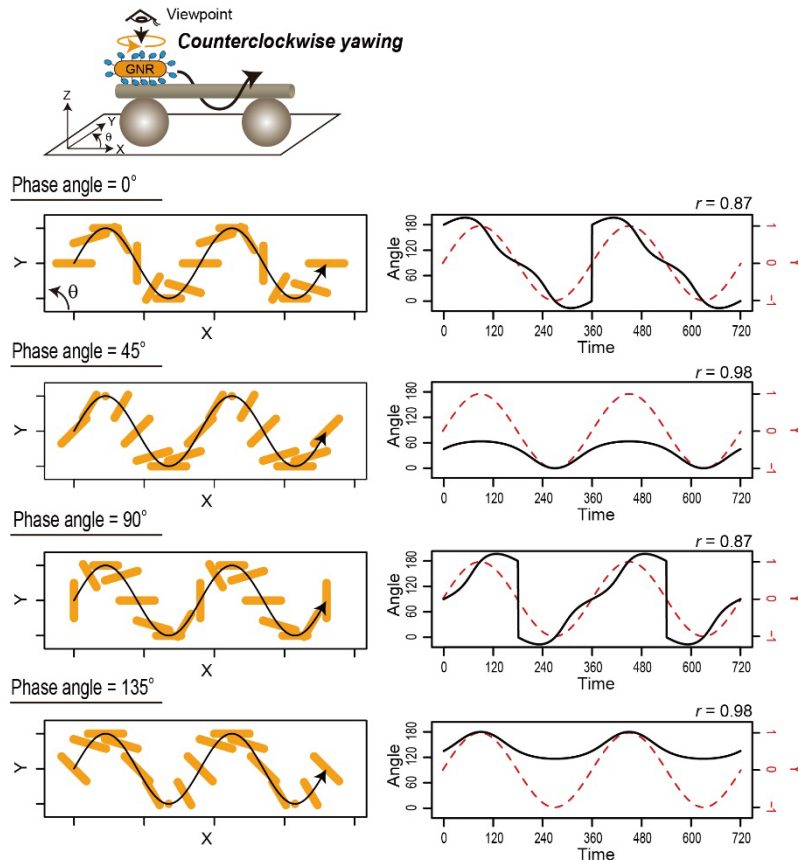 Viewpoint
Counterclockwise yawing
GNR
Z
Y
θ
X
Phase angle = 0°
r = 0.87
Y
θ
X
Angle
0 60 120 180
-1 0 1
Y
0 120 240 360 480 600 720
Time
Phase angle = 45°
r = 0.98
Y
X
Angle
0 60 120 180
-1 0 1
Y
0 120 240 360 480 600 720
Time
Phase angle = 90°
r = 0.87
Y
X
Angle
0 60 120 180
-1 0 1
Y
0 120 240 360 480 600 720
Time
Phase angle = 135°
r = 0.98
Y
X
Angle
0 60 120 180
-1 0 1
Y
0 120 240 360 480 600 720
Time